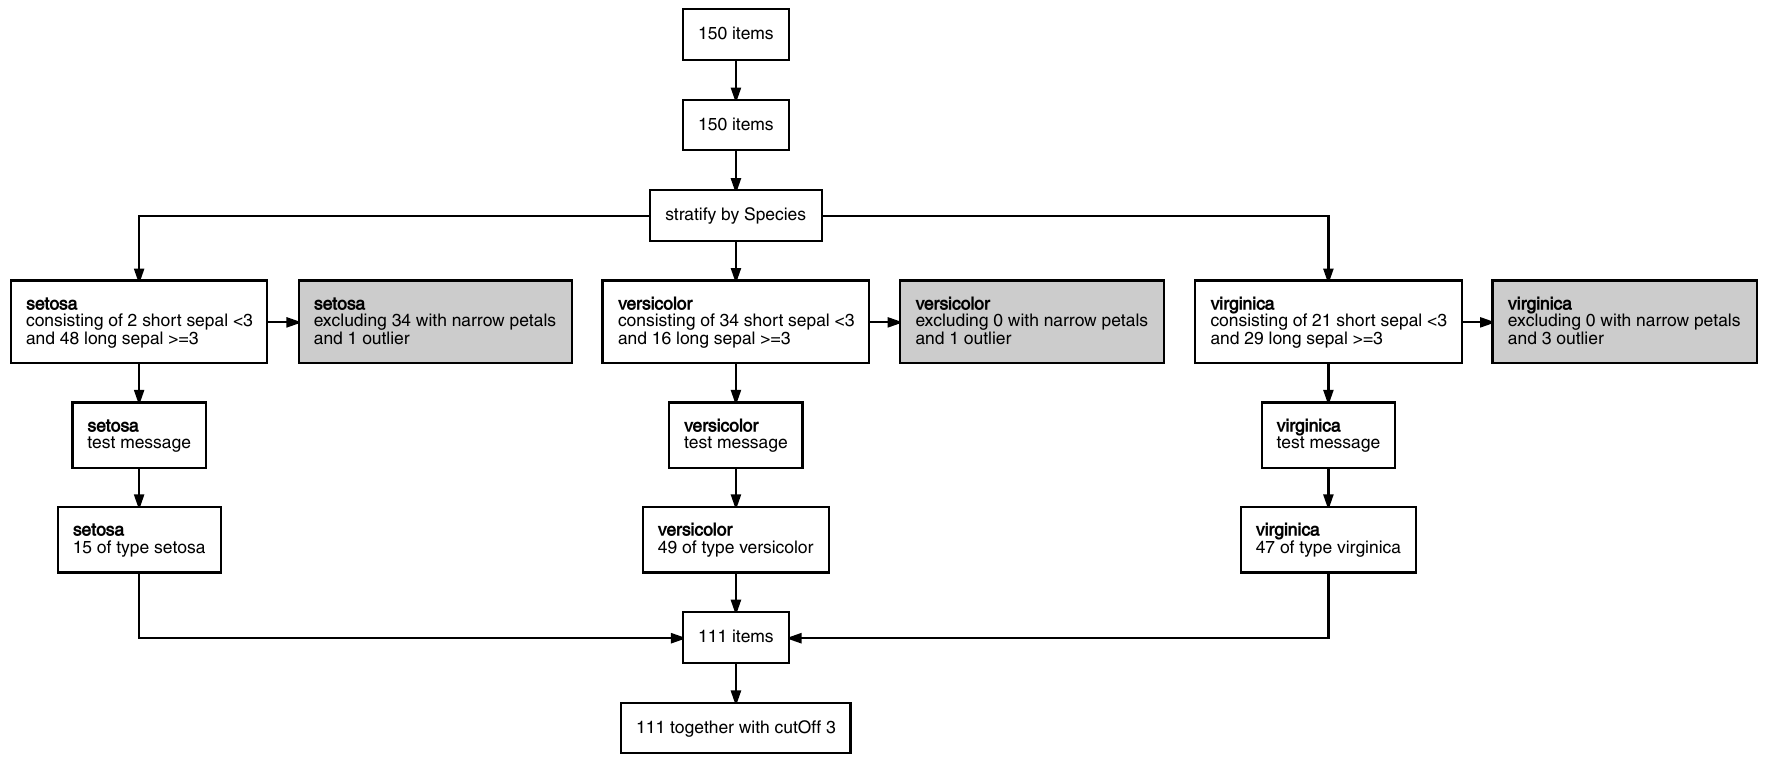 150 items
150 items
stratify by Species
setosa
consisting of 2 short sepal <3
and 48 long sepal >=3
setosa
excluding 34 with narrow petals
and 1 outlier
versicolor
consisting of 34 short sepal <3
and 16 long sepal >=3
versicolor
excluding 0 with narrow petals
and 1 outlier
virginica
consisting of 21 short sepal <3
and 29 long sepal >=3
virginica
excluding 0 with narrow petals
and 3 outlier
setosa
test message
versicolor
test message
virginica
test message
setosa
15 of type setosa
versicolor
49 of type versicolor
virginica
47 of type virginica
111 items
111 together with cutOff 3